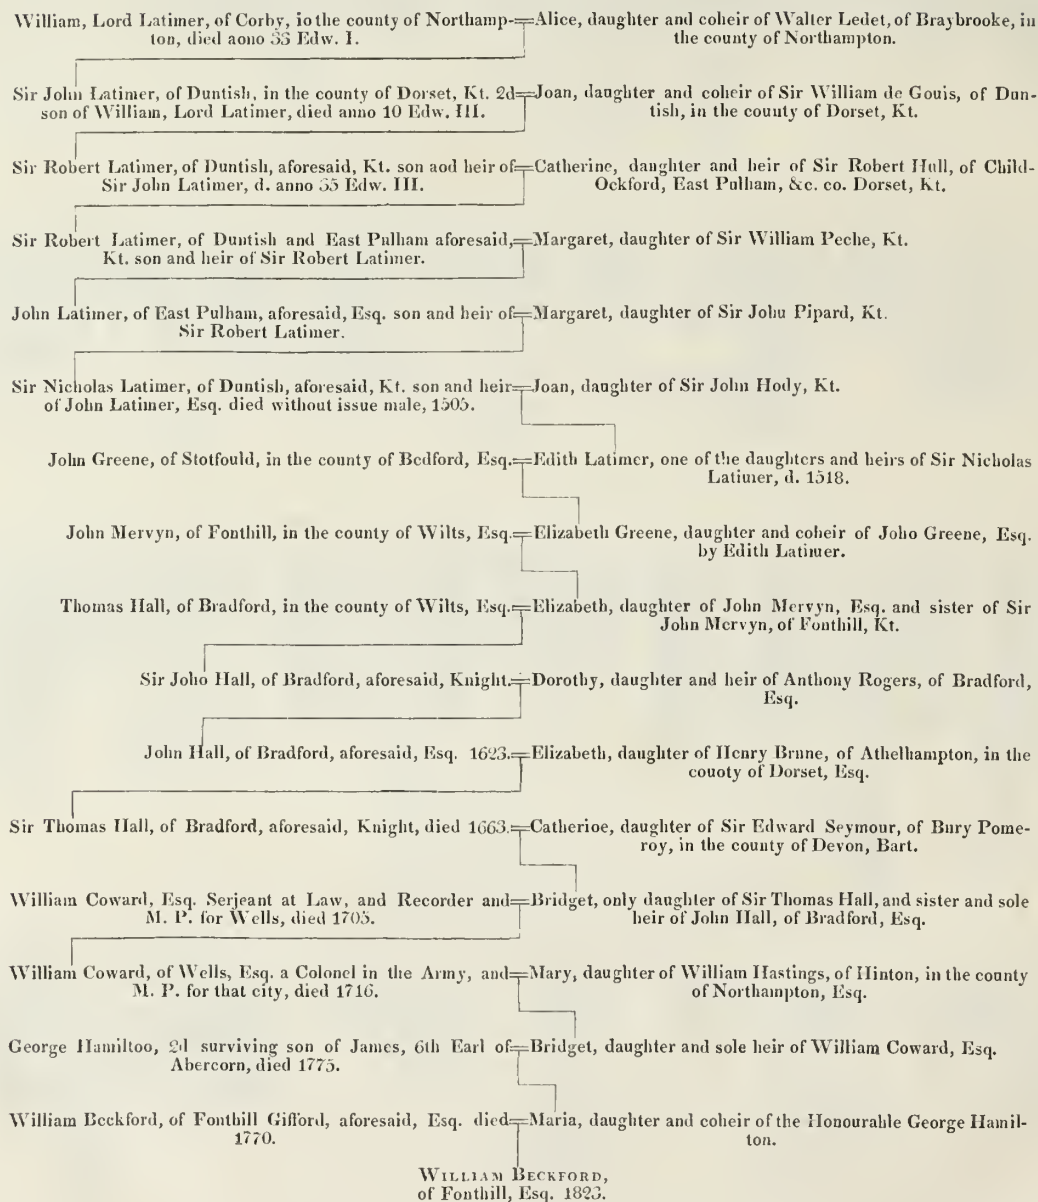 William, Lord Latimer, of Corby, io the county of Northamp-
ton, died aono 33 Edw. I.
Alice, daughter and coheir of Walter Ledet, of Braybrooke, in
the county of Northampton.
Sir John Latimer, of Duntish, in the county of Dorset, Kt. 2d
son of William, Lord Latimer, died anno 10 Edw. III.
Joan, daughter and coheir of Sir William de Gouis, of Dun-
tish, in the county of Dorset, Kt.
Sir Robert Latimer, of Duntish, aforesaid, Kt. son aod heir of
Sir John Latimer, d. anno 35 Edw. III.
Catherine, daughter and heir of Sir Robert Hull, of Child-
Ockford, East Pulham, &c. co. Dorset, Kt.
Sir Robert Latimer, of Duntish and East Pulham aforesaid,
Kt. son and heir of Sir Robert Latimer.
Margaret, daughter of Sir William Peche, Kt.
John Latimer, of East Pulham, aforesaid, Esq. son and heir of
Sir Robert Latimer.
Margaret, daughter of Sir John Pipard, Kt.
Sir Nicholas Latimer, of Duntish, aforesaid, Kt. son and heir
of John Latimer, Esq. died without issue male, 1505.
Joan, daughter of Sir John Hody, Kt.
John Greene, of Stotfould, in the county of Bedford, Esq.
Edith Latimer, one of the daughters and heirs of Sir Nicholas
Latimer, d. 1518.
John Mervyn, of Fonthill, in the county of Wilts, Esq.
Elizabeth Greene, daughter and coheir of Joho Greene, Esq.
by Edith Latimer.
Thomas Hall, of Bradford, in the county of Wilts, Esq.
Elizabeth, daughter of John Mervyn, Esq. and sister of Sir
John Mervyn, of Fonthill, Kt.
Sir Joho Hall, of Bradford, aforesaid, Knight.
Dorothy, daughter and heir of Anthony Rogers, of Bradford,
Esq.
John Hall, of Bradford, aforesaid, Esq. 1623.
Elizabeth, daughter of Henry Brune, of Athelhampton, in the
couoty of Dorset, Esq.
Sir Thomas Hall, of Bradford, aforesaid, Knight, died 1663.
Catherioe, daughter of Sir Edward Seymour, of Bury Pome-
roy, in the county of Devon, Bart.
William Coward, Esq. Serjeant at Law, and Recorder and
M. P. for Wells, died 1705.
Bridget, only daughter of Sir Thomas Hall, and sister and sole
heir of John Hall, of Bradford, Esq.
William Coward, of Wells, Esq. a Colonel in the Army, and
M. P. for that city, died 1716.
Mary, daughter of William Hastings, of Hinton, in the county
of Northampton, Esq.
George Hamiltoo, 2d surviving son of James, 6th Earl of
Abercorn, died 1775.
Bridget, daughter and sole heir of William Coward, Esq.
William Beckford, of Fonthill Gifford, aforesaid, Esq. died
1770.
Maria, daughter and coheir of the Honourable George Hamil-
ton.
WILLIAM BECKFORD,
of Fonthill, Esq. 1823.